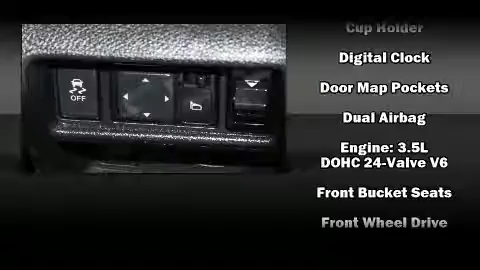 OFF
Cup Holder
Digital Clock
Door Map Pockets
Dual Airbag
Engine: 3.5L
DOHC 24-Valve V6
Front Bucket Seats
Front Wheel Drive